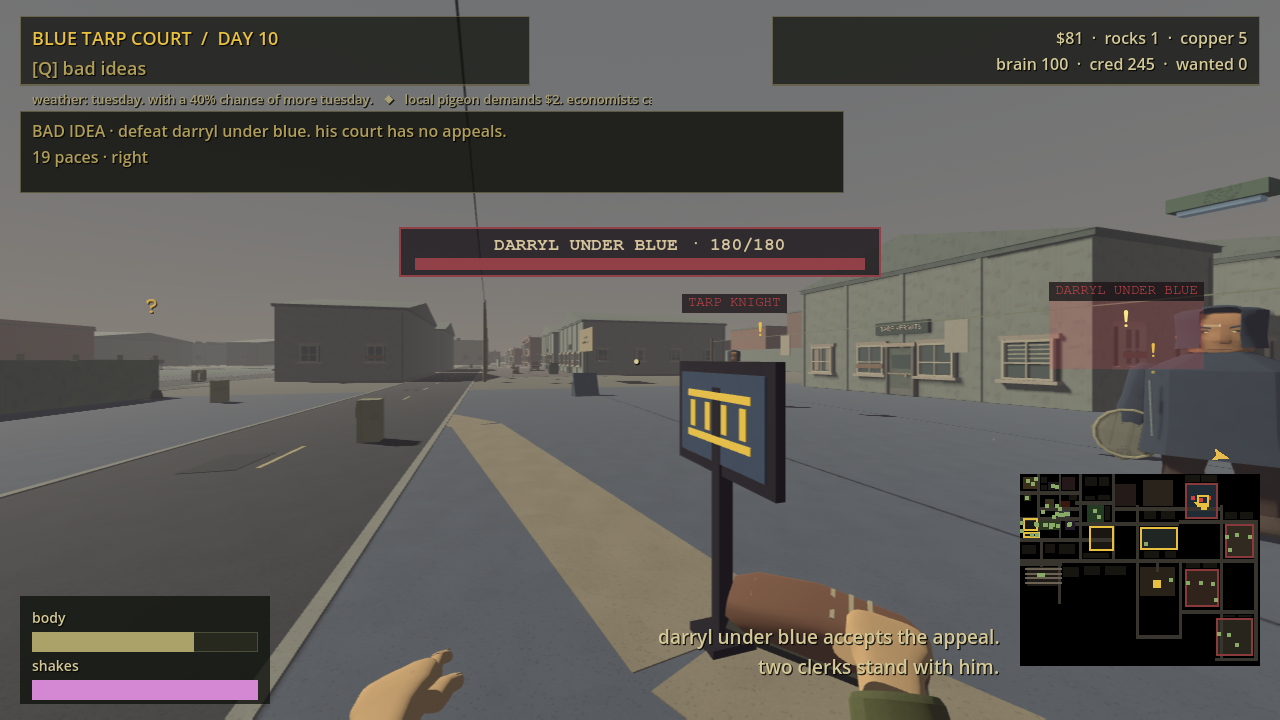 BLUE TARP COURT / DAY 10
[Q] bad ideas
$81 · rocks 1 · copper 5
brain 100 · cred 245 · wanted 0
weather: tuesday. with a 40% chance of more tuesday. ◆ local pigeon demands $2. economists
BAD IDEA · defeat darryl under blue. his court has no appeals.
19 paces · right
DARRYL UNDER BLUE · 180/180
?
TARP KNIGHT
!
DARRYL UNDER BLUE
!
!
body
shakes
darryl under blue accepts the appeal.
two clerks stand with him.